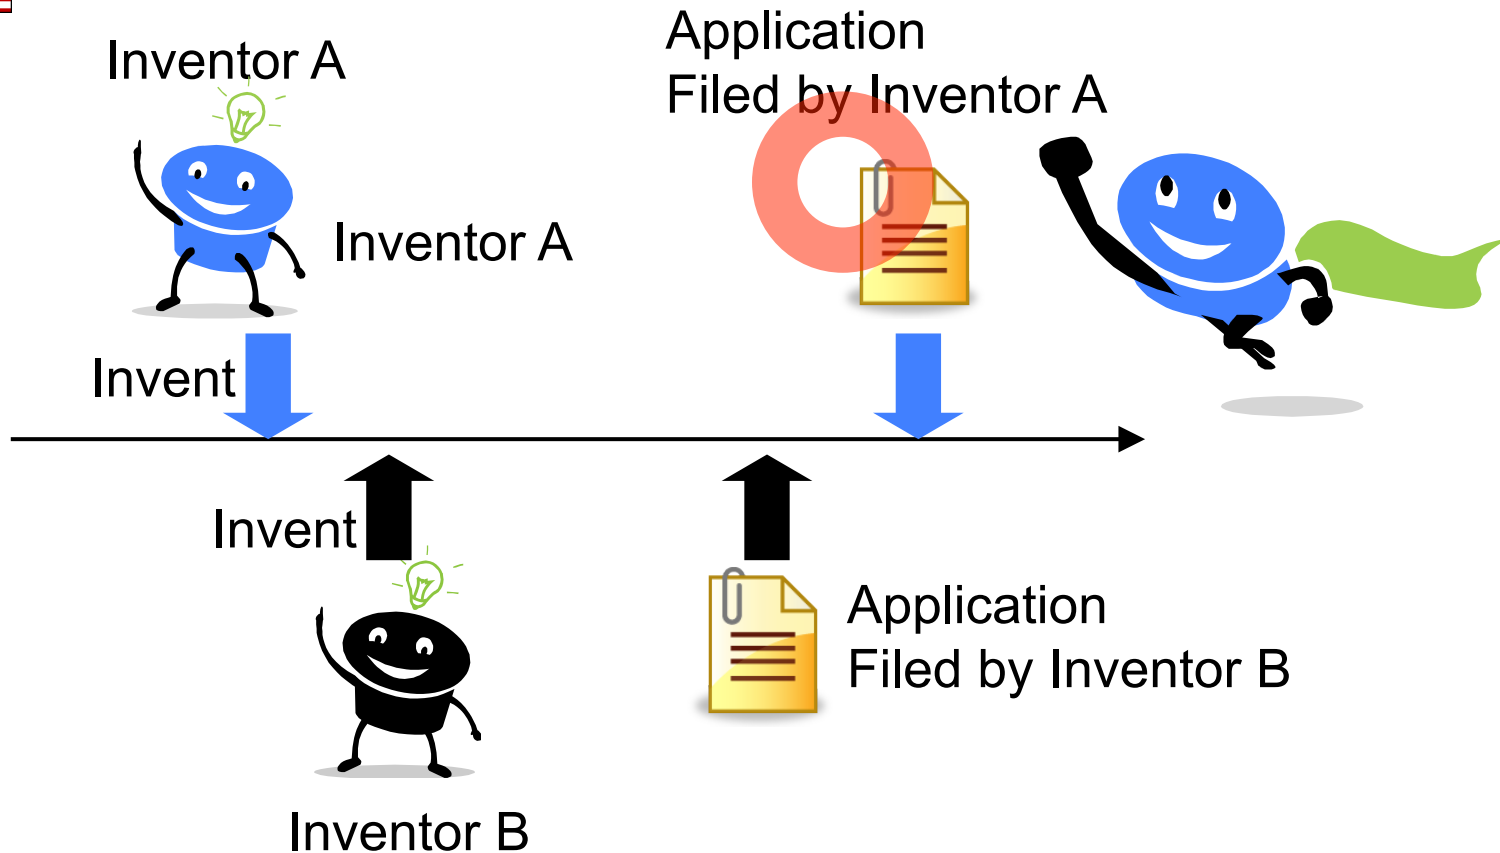 Inventor A
Application
Filed by Inventor A
Inventor A
Invent
Invent
Application
Filed by Inventor B
Inventor B